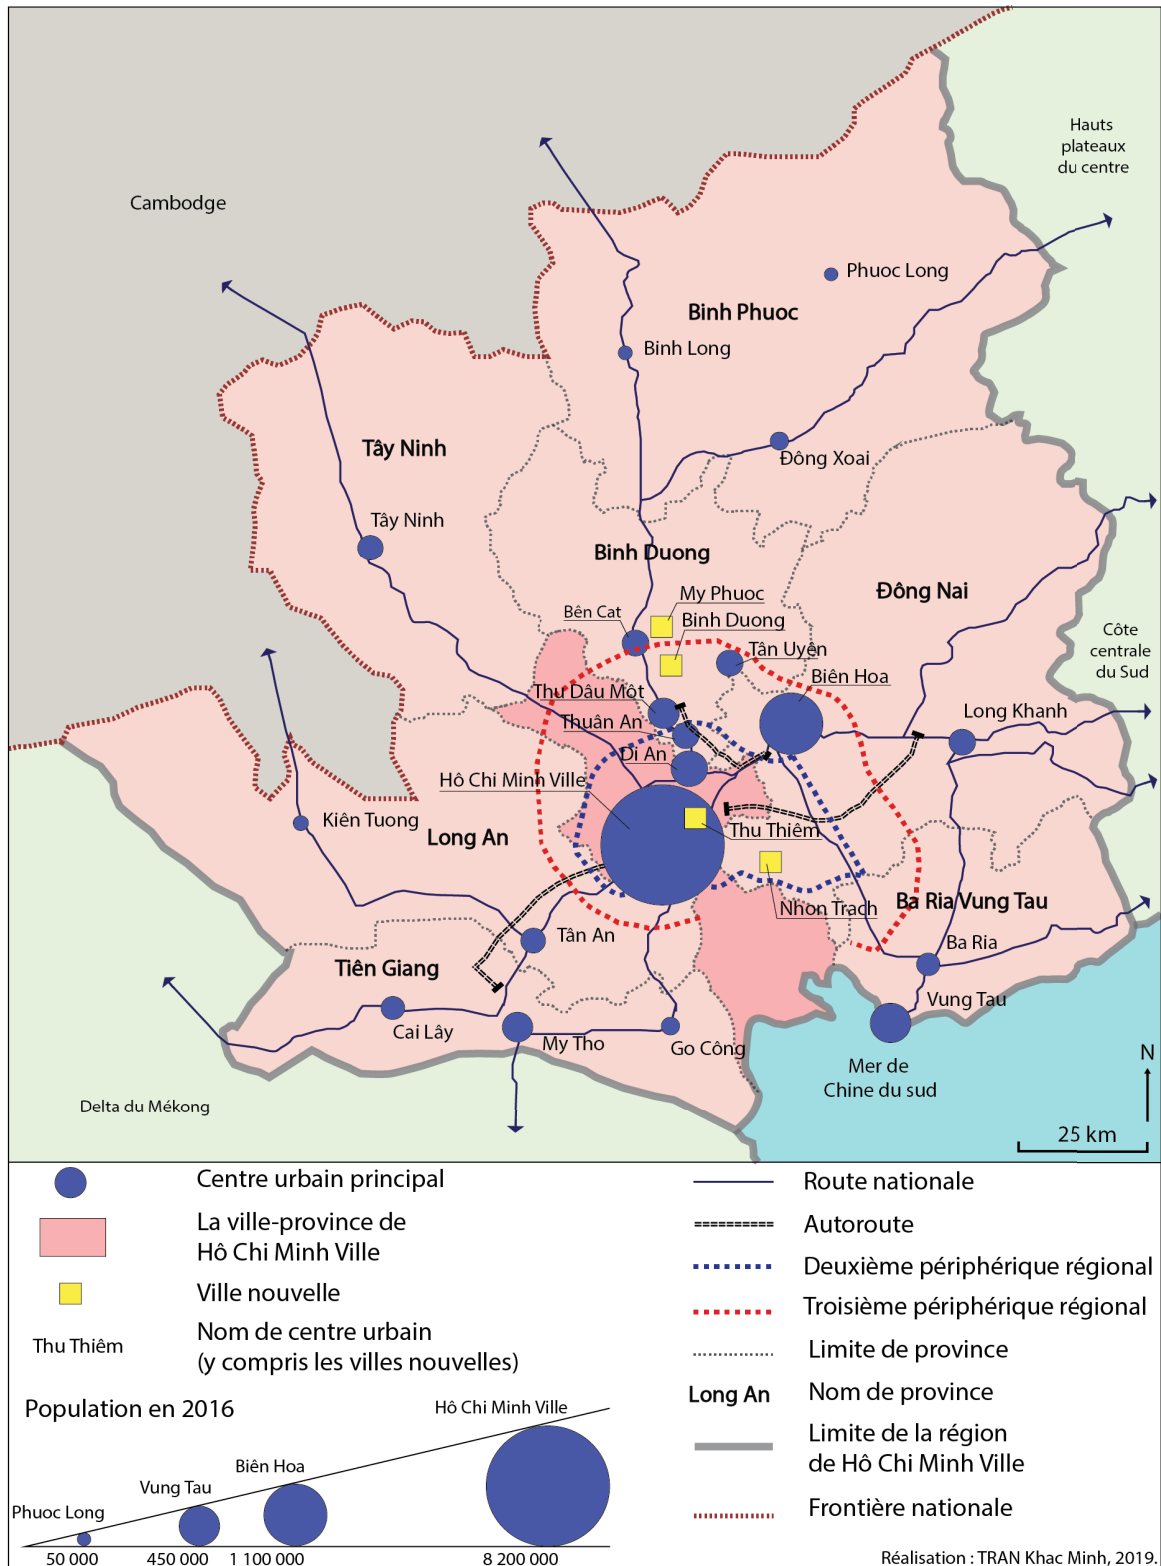 Hauts
plateaux
du centre
Cambodge
Phuoc Long
Binh Phuoc
Binh Long
Tây Ninh
Đông Xoai
Tây Ninh
Binh Duong
Đông Nai
My Phuoc
Bên Cat
Binh Duong
Côte
centrale
du Sud
Tân Uyên
Biên Hoa
Thu Dâu Môt
Long Khanh
Thuân An
Di An
Hô Chi Minh Ville
Kiên Tuong
Long An
Thu Thiêm
Nhon Trach
Ba Ria Vung Tau
Tân An
Ba Ria
Tiên Giang
Vung Tau
Cai Lây
My Tho
Go Công
Mer de
Chine du sud
N
Delta du Mékong
25 km
Centre urbain principal
La ville-province de
Hô Chi Minh Ville
Ville nouvelle
Thu Thiêm
Nom de centre urbain
(y compris les villes nouvelles)
Route nationale
Autoroute
Deuxième périphérique régional
Troisième périphérique régional
Limite de province
Long An
Nom de province
Limite de la région
de Hô Chi Minh Ville
Frontière nationale
Population en 2016
Hô Chi Minh Ville
Biên Hoa
Vung Tau
Phuoc Long
50 000
450 000
1 100 000
8 200 000
Réalisation : TRAN Khac Minh, 2019.